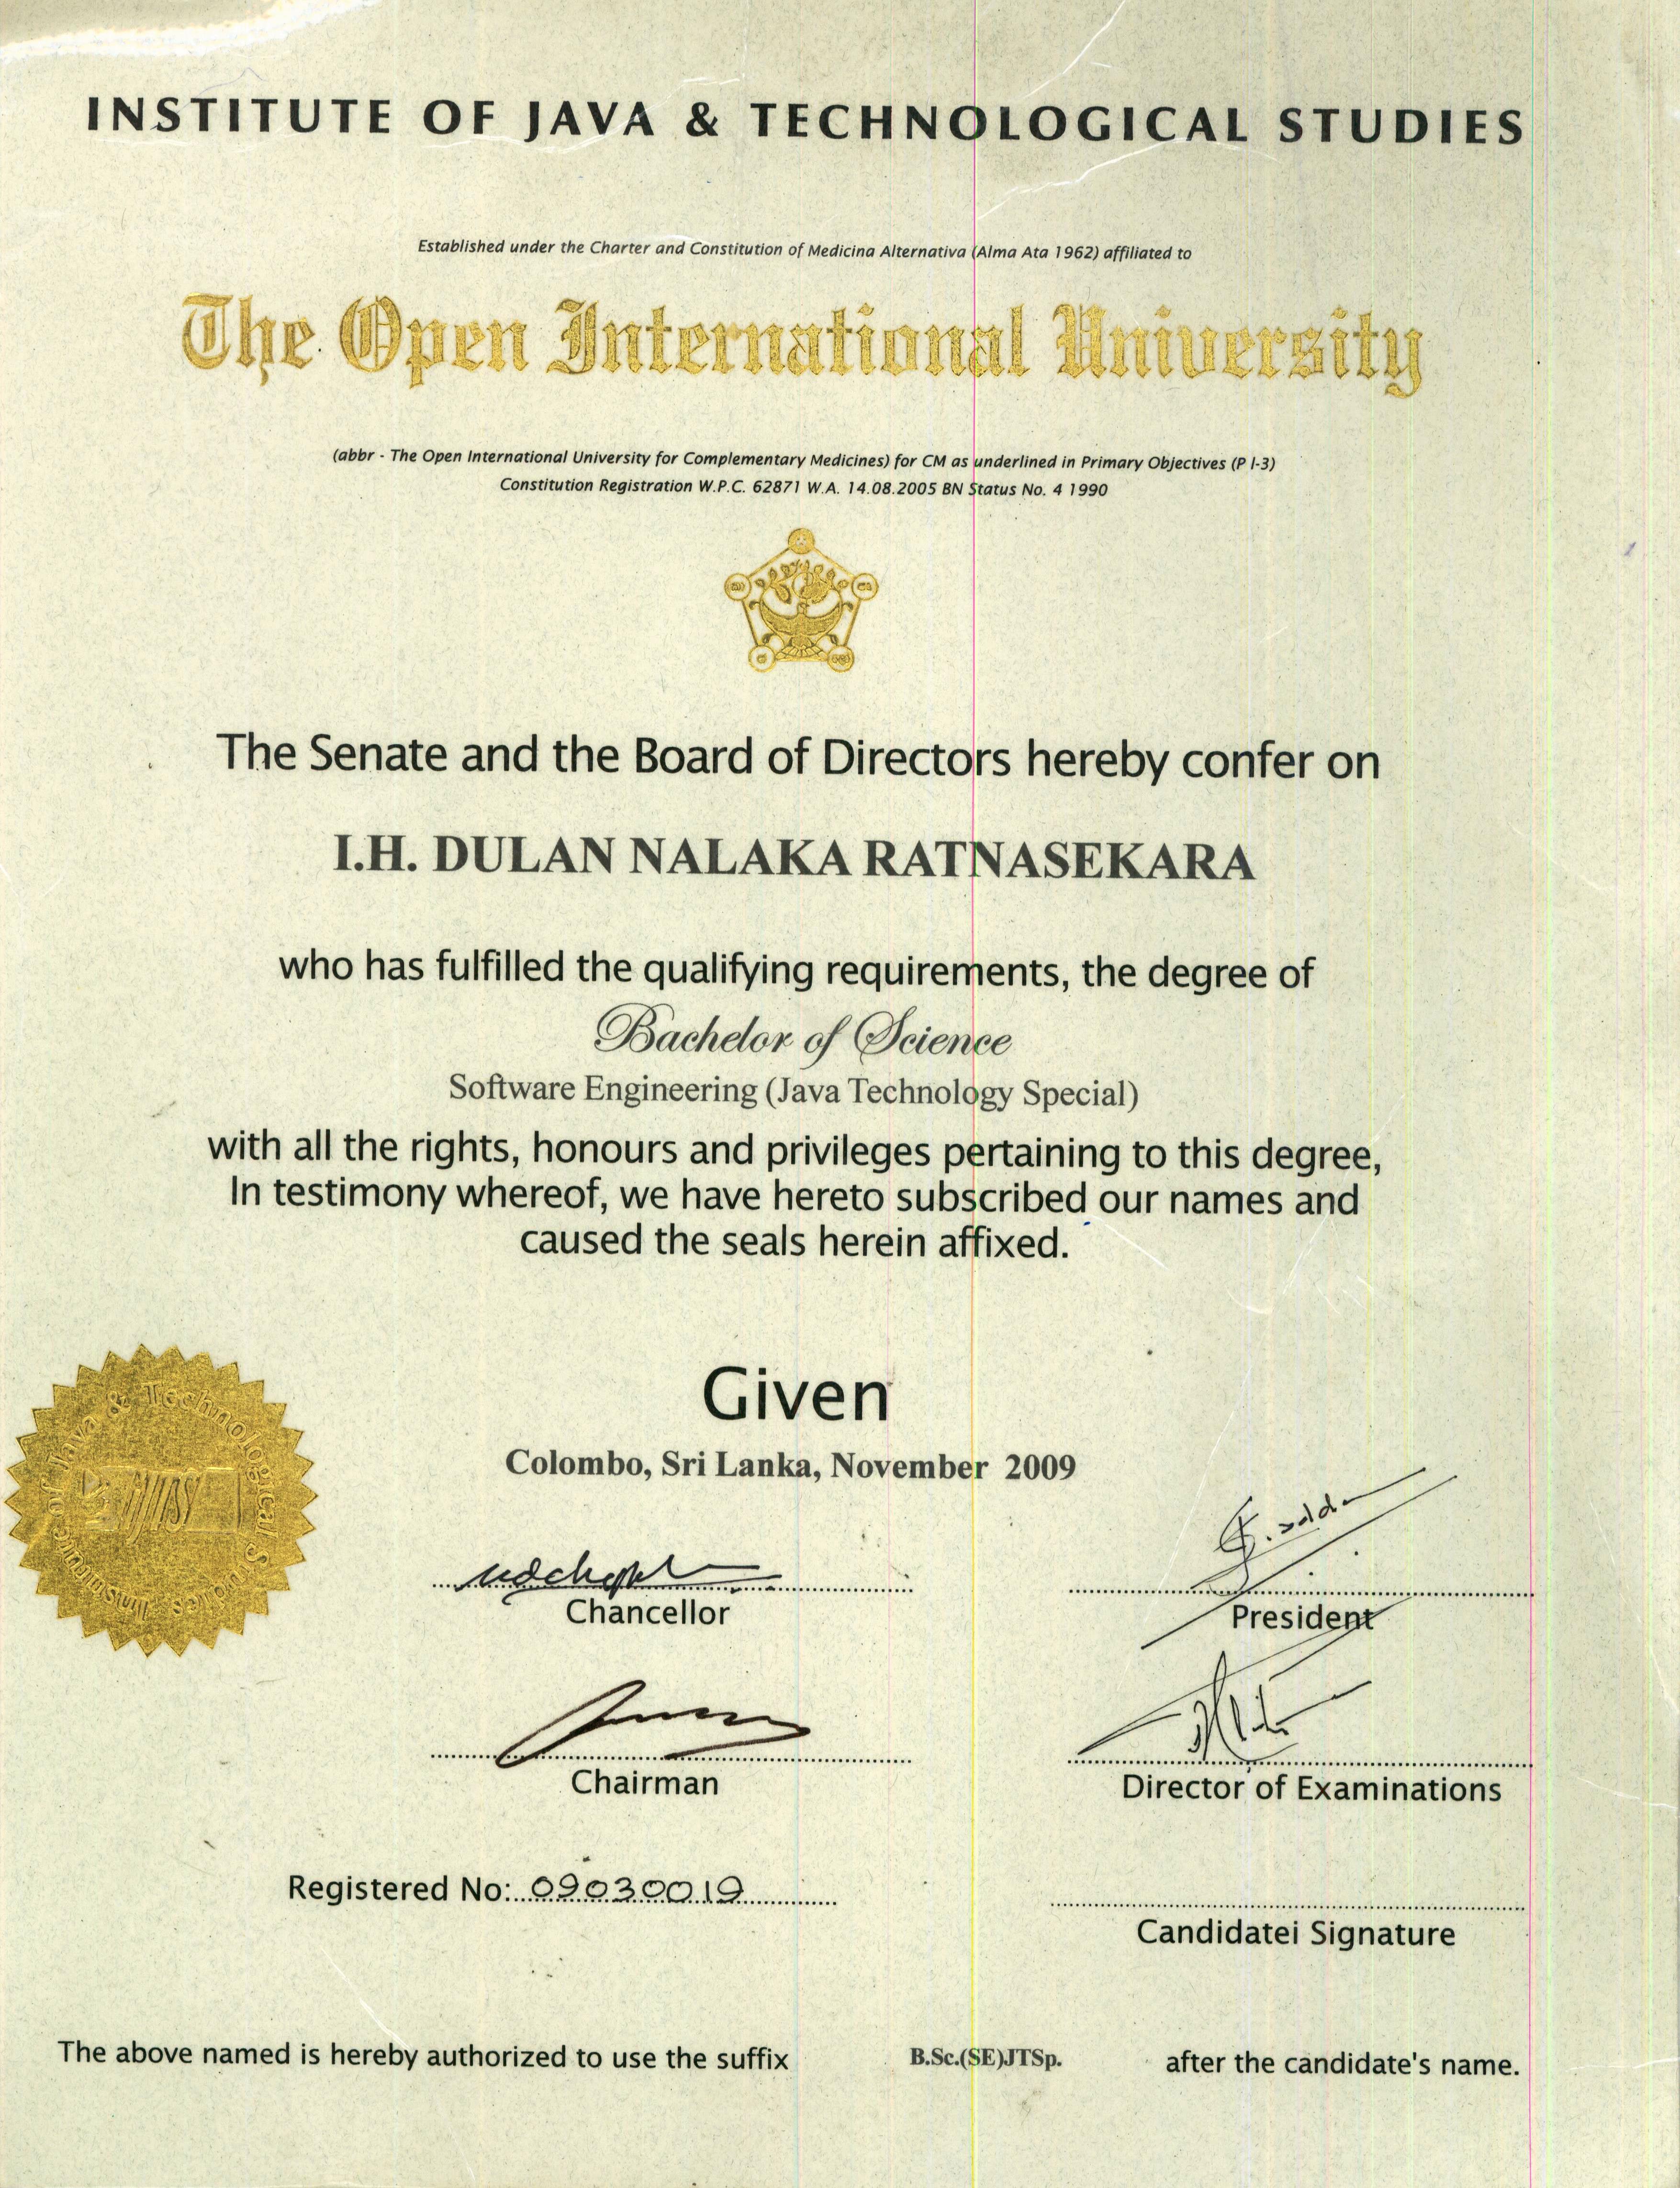 INSTITUTE OF JAVA & TECHNOLOGICAL STUDIES
Established under the Charter and Constitution of Medicina Alternativa (Alma Ata 1962) affiliated to
The Open International University
(abbr - The Open International University for Complementary Medicines) for CM as underlined in Primary Objectives (P I-3)
Constitution Registration W.P.C. 62871 W.A. 14.08.2005 BN Status No. 4 1990
The Senate and the Board of Directors hereby confer on
I.H. DULAN NALAKA RATNASEKARA
who has fulfilled the qualifying requirements, the degree of
Bachelor of Science
Software Engineering (Java Technology Special)
with all the rights, honours and privileges pertaining to this degree,
In testimony whereof, we have hereto subscribed our names and
caused the seals herein affixed.
Institute of Java & Technological Studies
Given
Colombo, Sri Lanka, November 2009
Chancellor
President
Chairman
Director of Examinations
Registered No: 09030019
Candidatei Signature
The above named is hereby authorized to use the suffix B.Sc.(SE)JTSp. after the candidate's name.